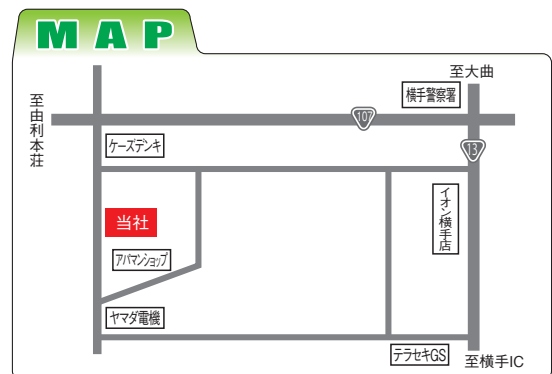 MAP
至大曲
横手警察署
至由利本荘
107
ケーズデンキ
13
イオン横手店
当社
アパマンショップ
ヤマダ電機
テラセキGS
至横手IC